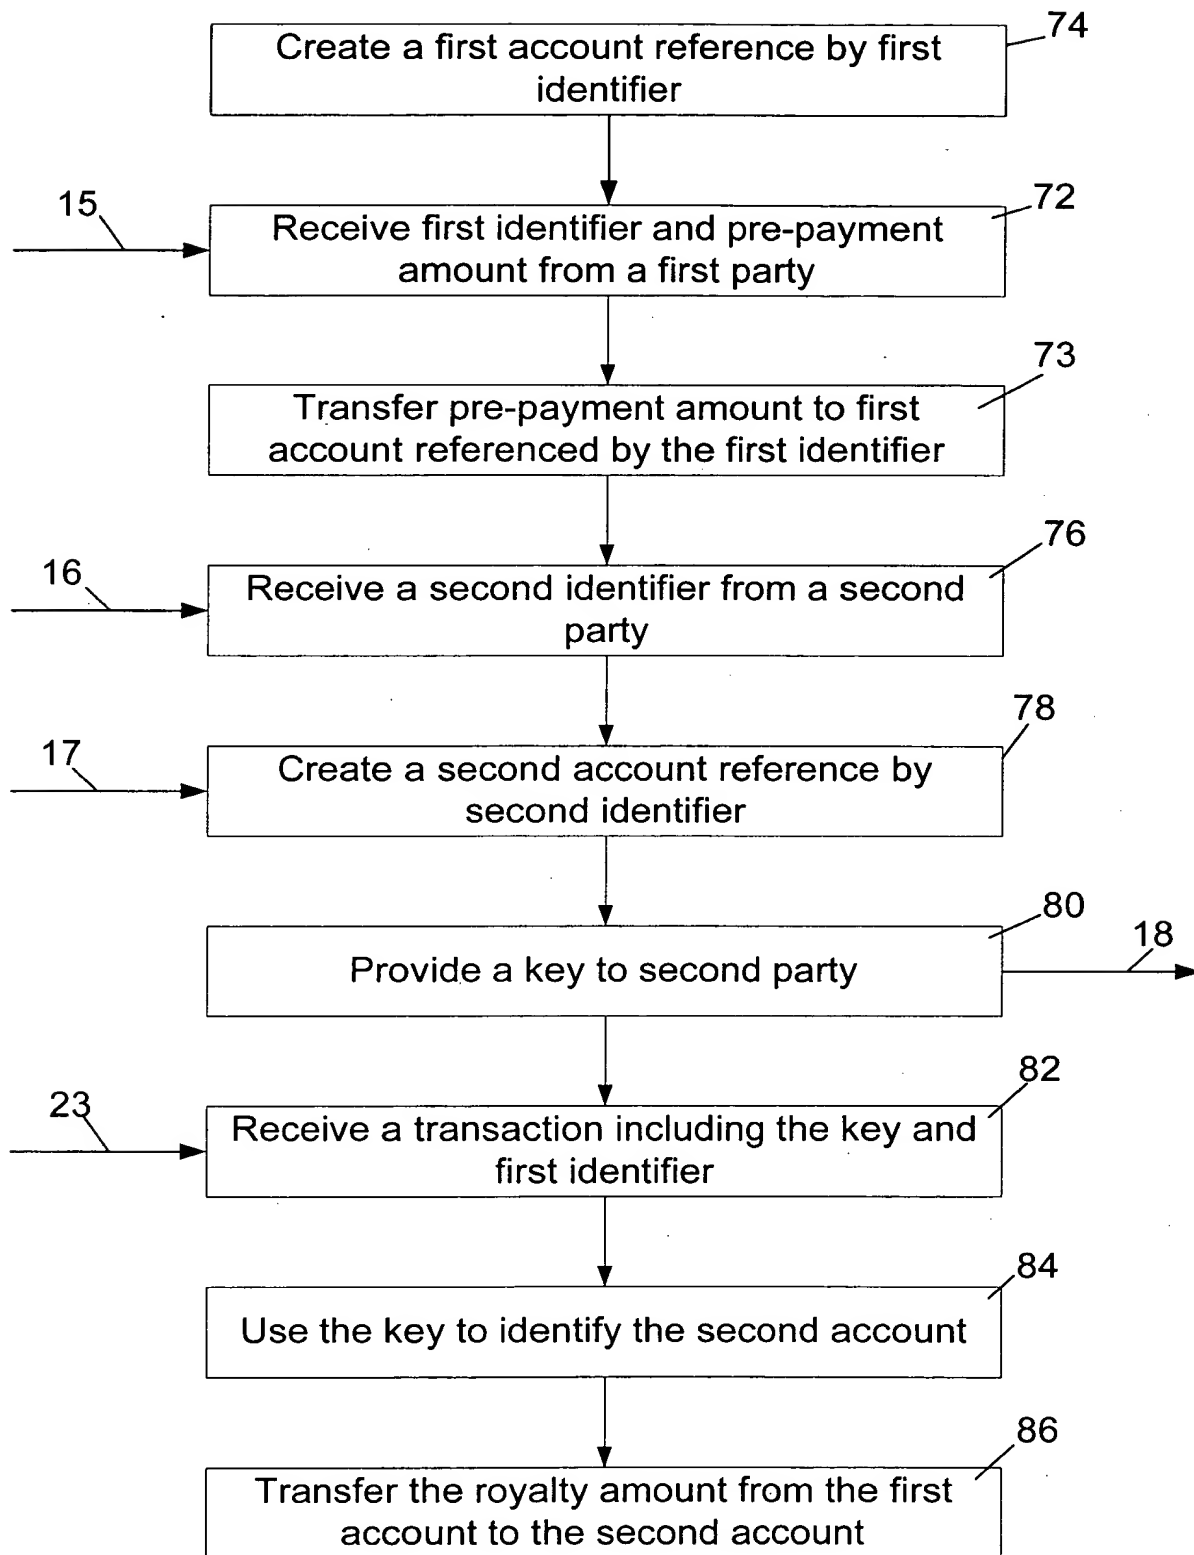 74
Create a first account reference by first
identifier
15
72
Receive first identifier and pre-payment
amount from a first party
73
Transfer pre-payment amount to first
account referenced by the first identifier
76
16
Receive a second identifier from a second
party
78
17
Create a second account reference by
second identifier
80
18
Provide a key to second party
82
23
Receive a transaction including the key and
first identifier
84
Use the key to identify the second account
86
Transfer the royalty amount from the first
account to the second account